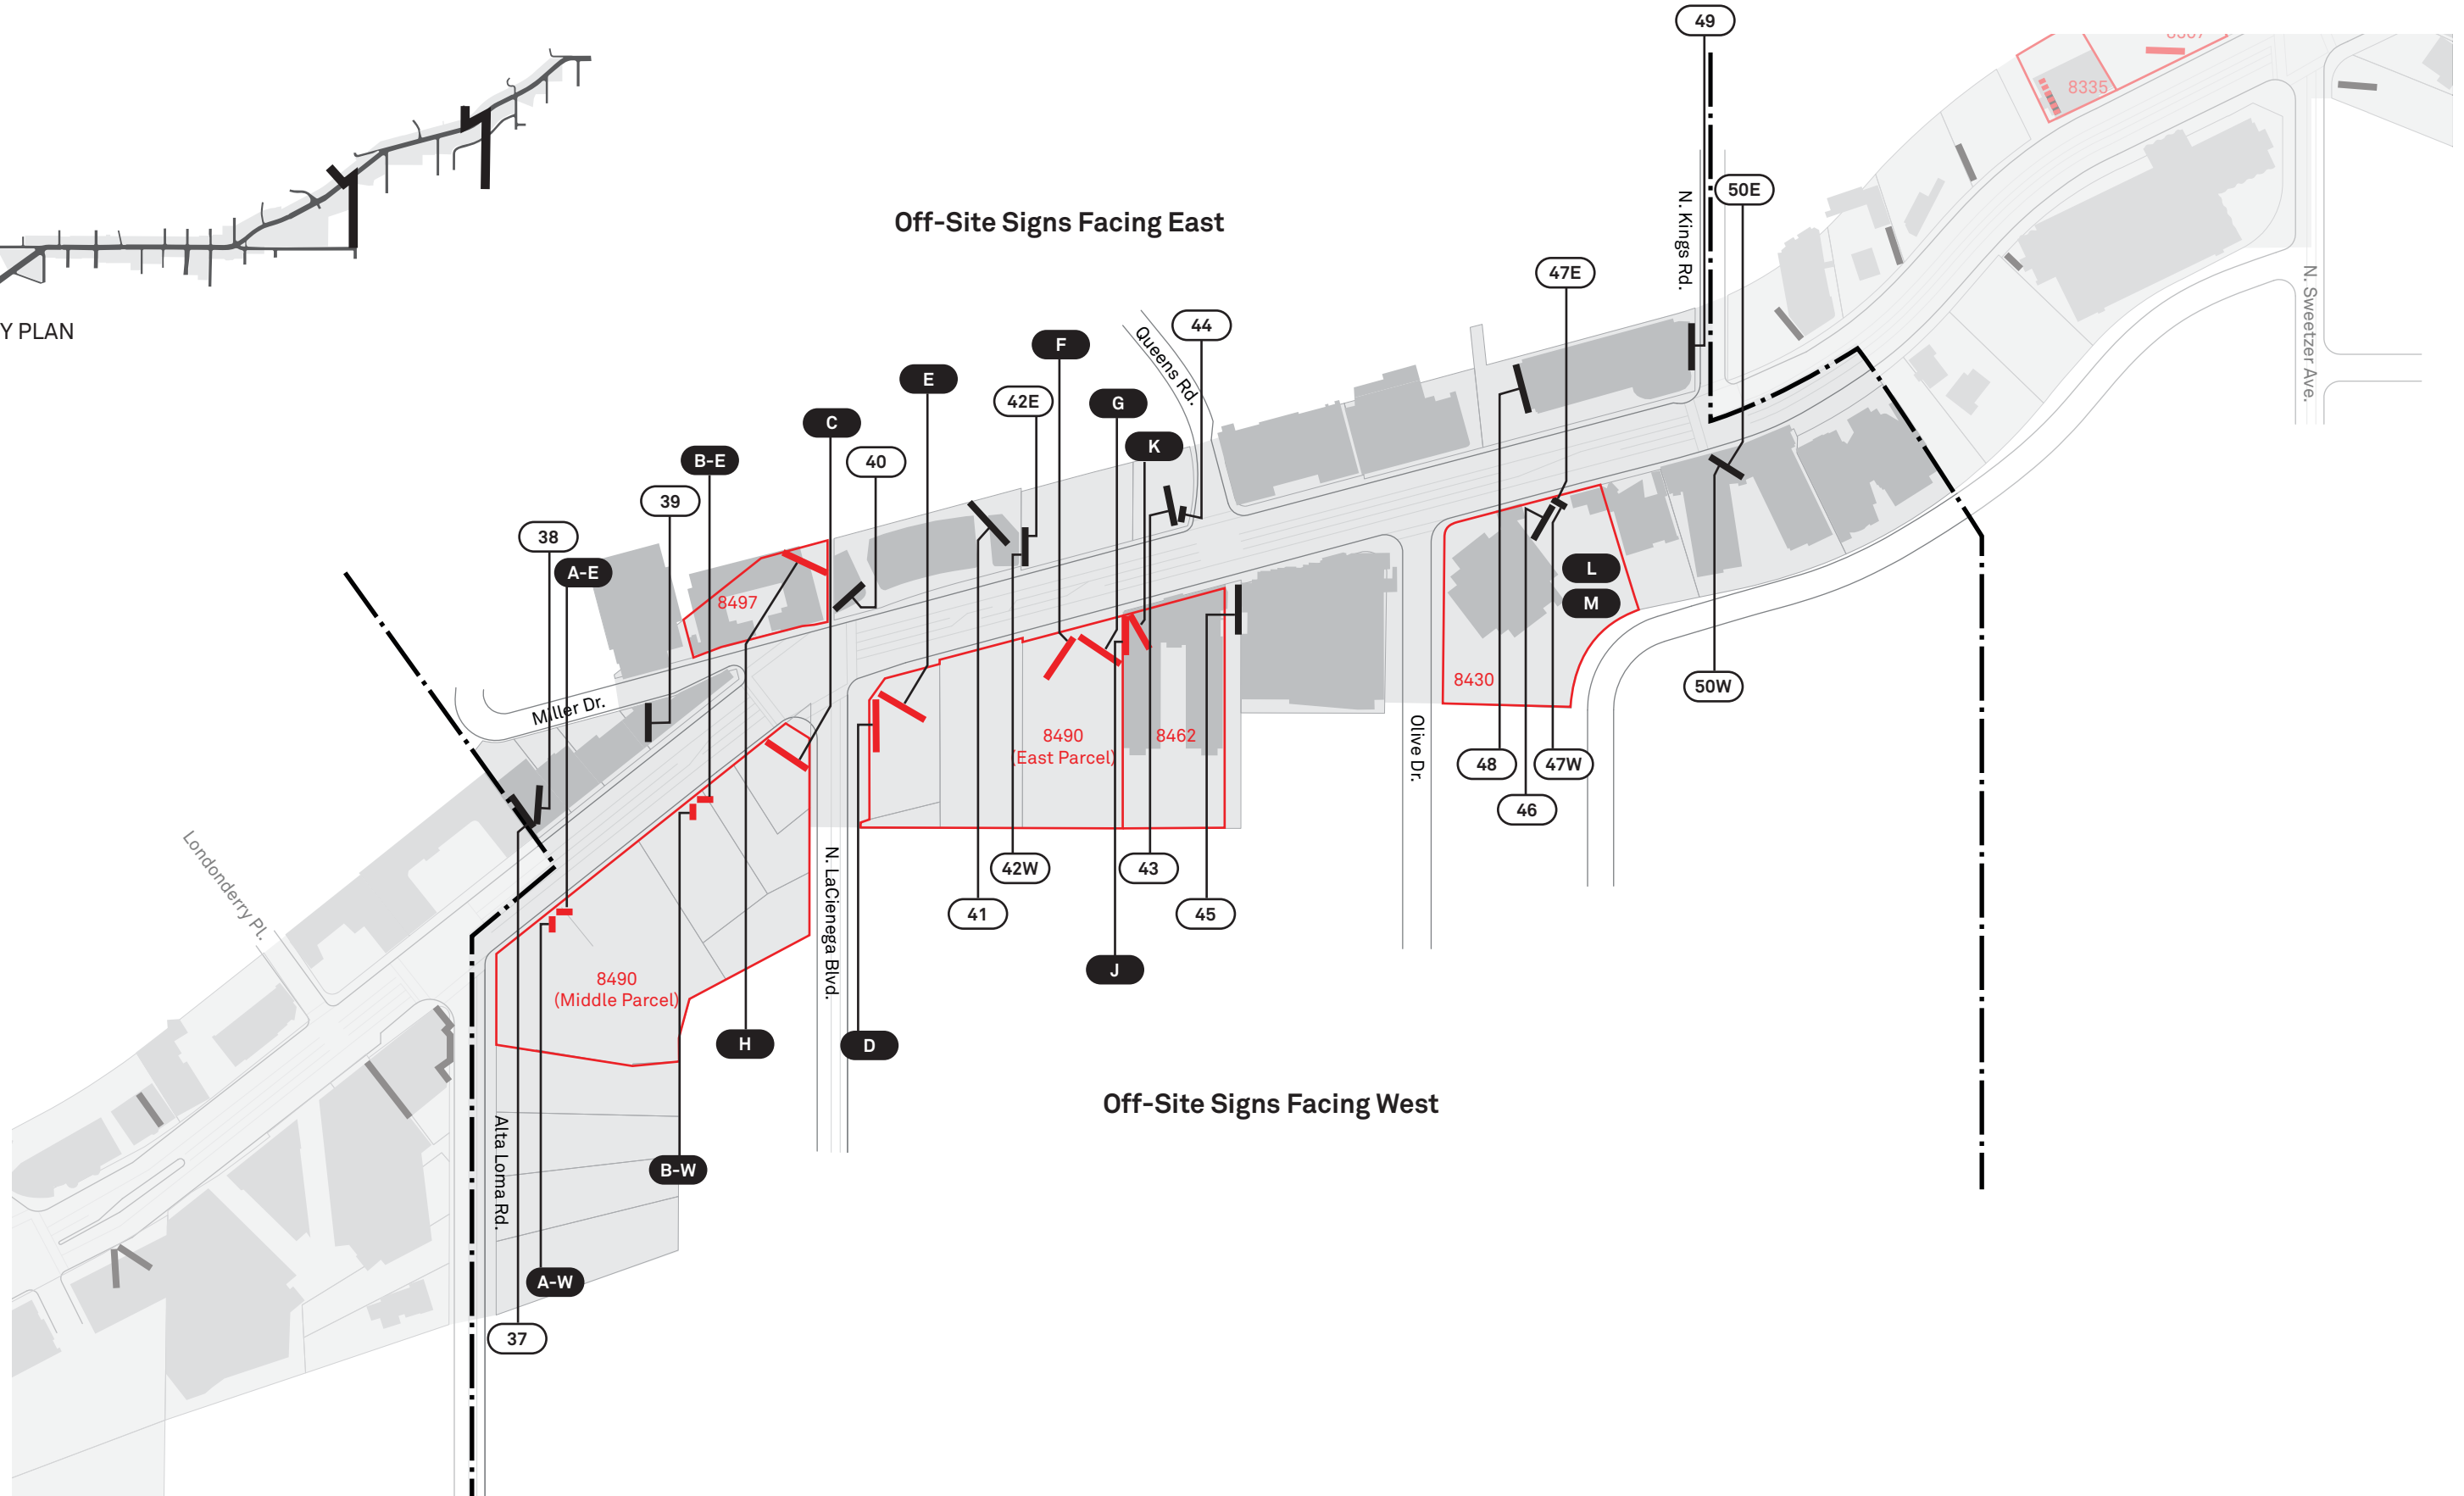 49
8335
50E
N. Kings Rd.
Off-Site Signs Facing East
47E
N. Sweetzer Ave.
Y PLAN
44
F
Queens Rd.
E
42E
G
C
K
B-E
40
39
38
A-E
L
8497
M
8430
50W
Miller Dr.
8490
(East Parcel)
8462
Olive Dr.
48
47W
46
Londonderry Pl.
N. LaCienega Blvd.
42W
43
41
45
J
8490
(Middle Parcel)
H
D
Off-Site Signs Facing West
Alta Loma Rd.
B-W
A-W
37